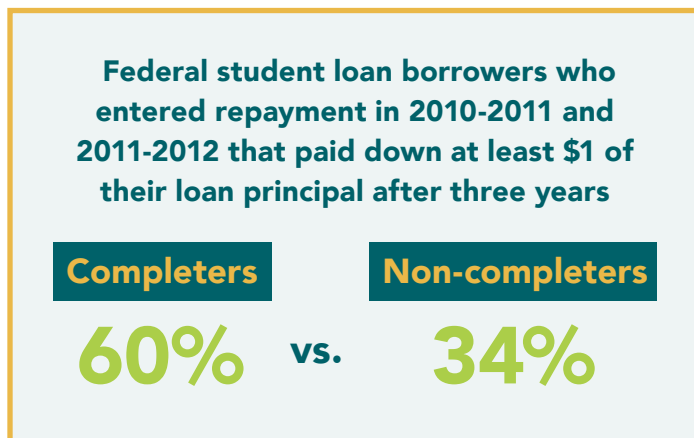 Federal student loan borrowers who
entered repayment in 2010-2011 and
2011-2012 that paid down at least $1 of
their loan principal after three years
Completers Non-completers
60% vs. 34%